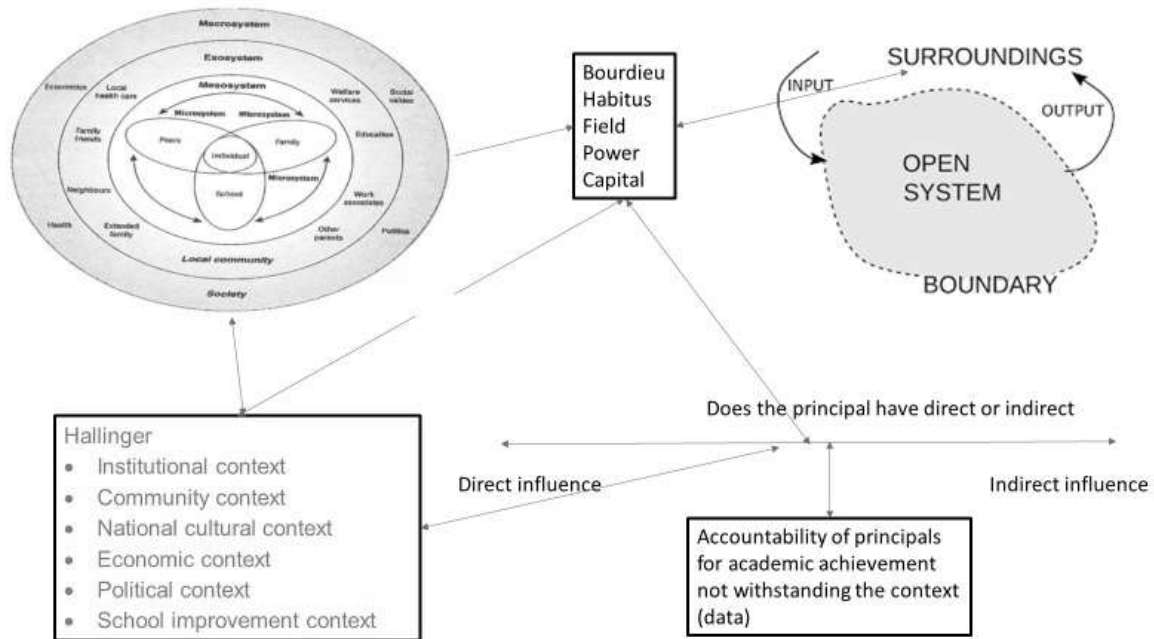 Macrosystem
Exosystem
Mesosystem
Economics
Local
health care
Welfare
services
Social
values
Microsystem
Microsystem
Family
friends
Peers
Family
Education
Individual
Microsystem
School
Neighbours
Work
associates
Health
Extended
family
Other
parents
Politics
Local community
Society
Bourdieu
Habitus
Field
Power
Capital
SURROUNDINGS
INPUT
OUTPUT
OPEN
SYSTEM
BOUNDARY
Hallinger
• Institutional context
• Community context
• National cultural context
• Economic context
• Political context
• School improvement context
Does the principal have direct or indirect
Direct influence
Indirect influence
Accountability of principals
for academic achievement
not withstanding the context
(data)